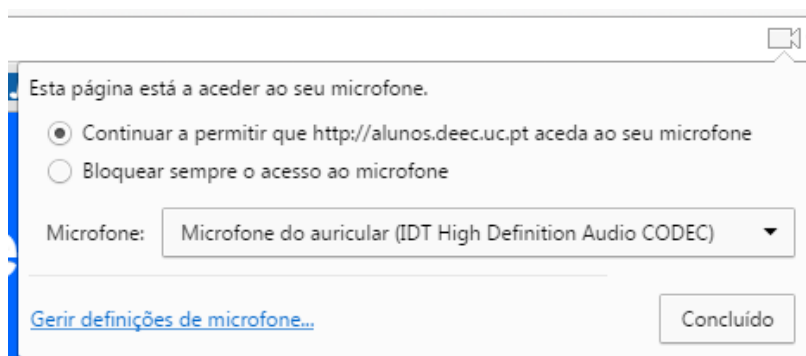 Esta página está a aceder ao seu microfone.
Continuar a permitir que http://alunos.deec.uc.pt aceda ao seu microfone
Bloquear sempre o acesso ao microfone
Microfone: Microfone do auricular (IDT High Definition Audio CODEC)
Gerir definições de microfone... Concluído